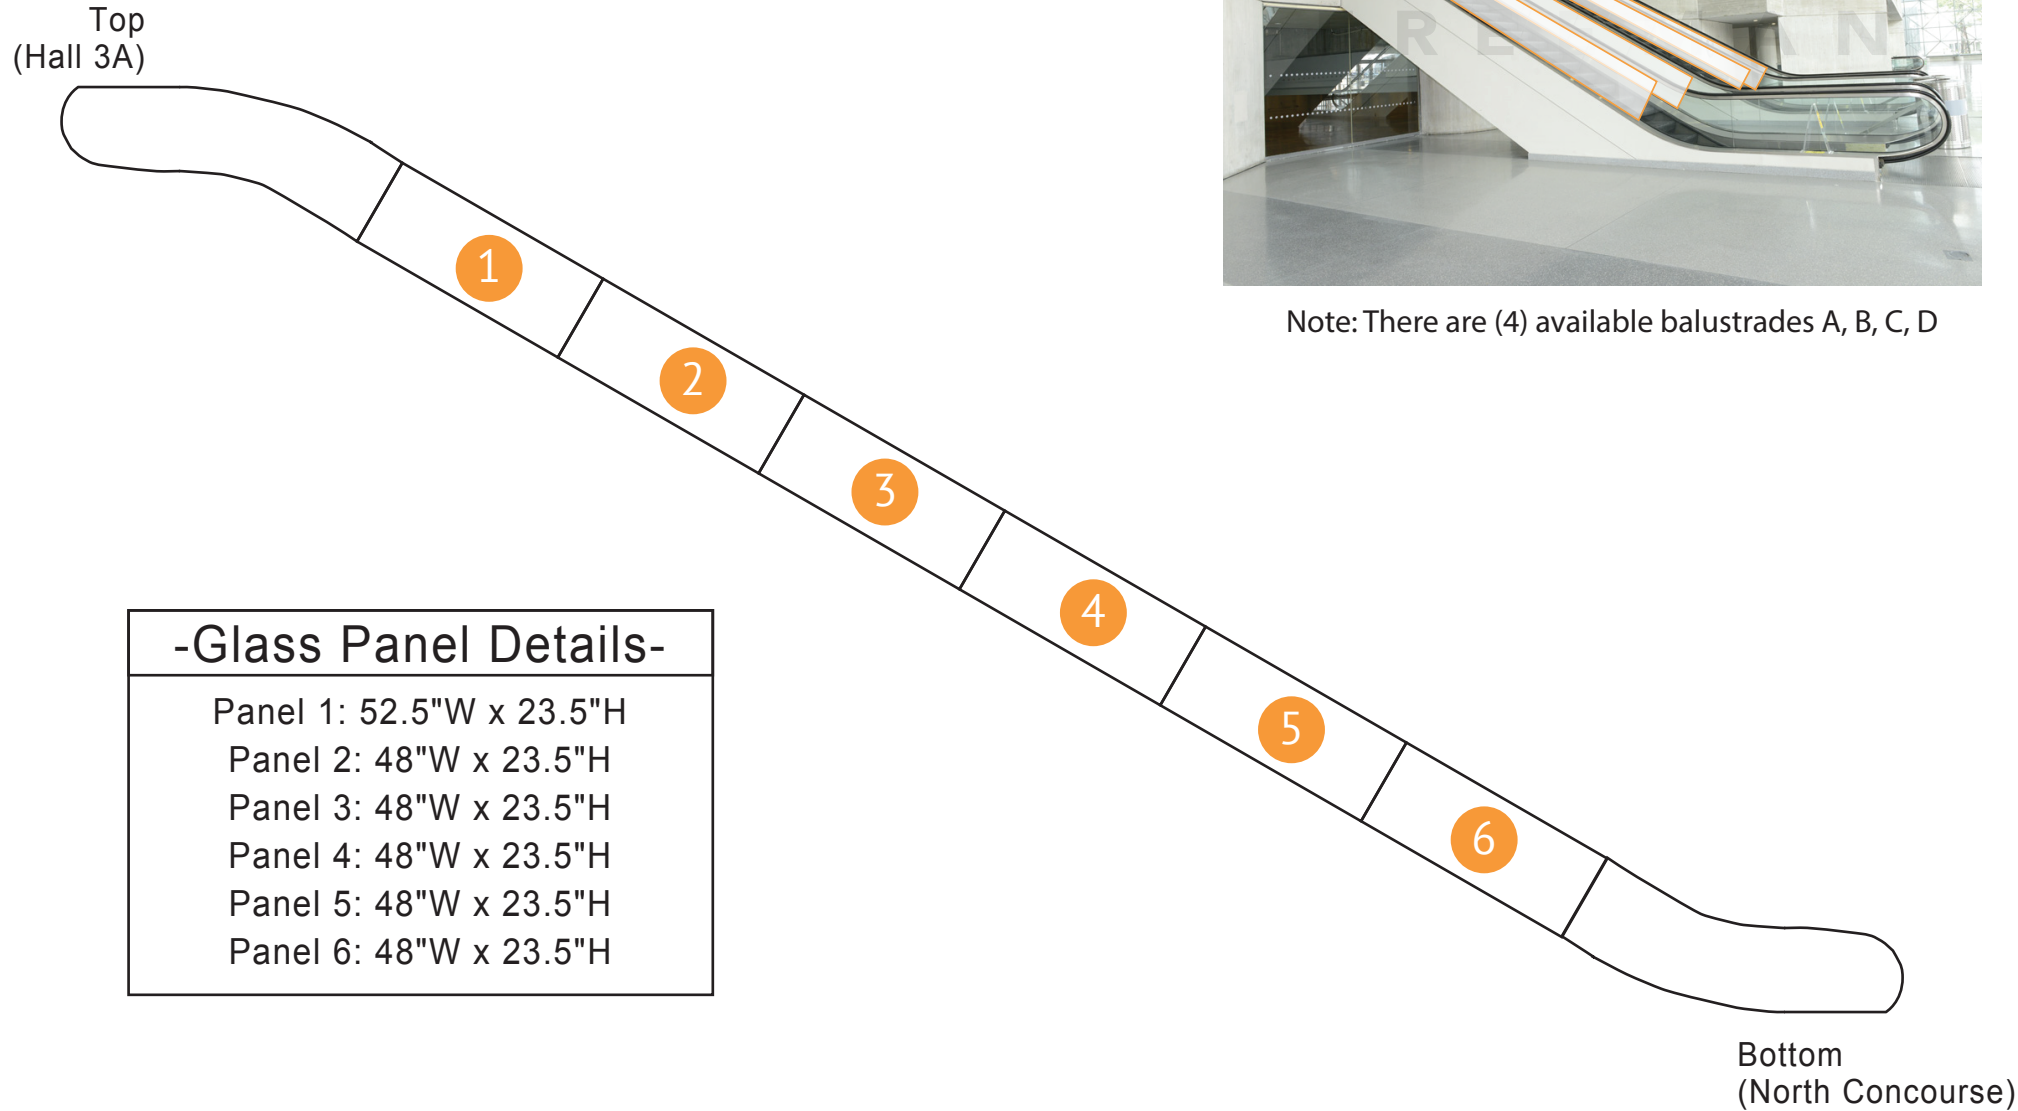 Top
(Hall 3A)
Note: There are (4) available balustrades A, B, C, D
1
2
3
4
5
6
-Glass Panel Details-
Panel 1: 52.5"W x 23.5"H
Panel 2: 48"W x 23.5"H
Panel 3: 48"W x 23.5"H
Panel 4: 48"W x 23.5"H
Panel 5: 48"W x 23.5"H
Panel 6: 48"W x 23.5"H
Bottom
(North Concourse)